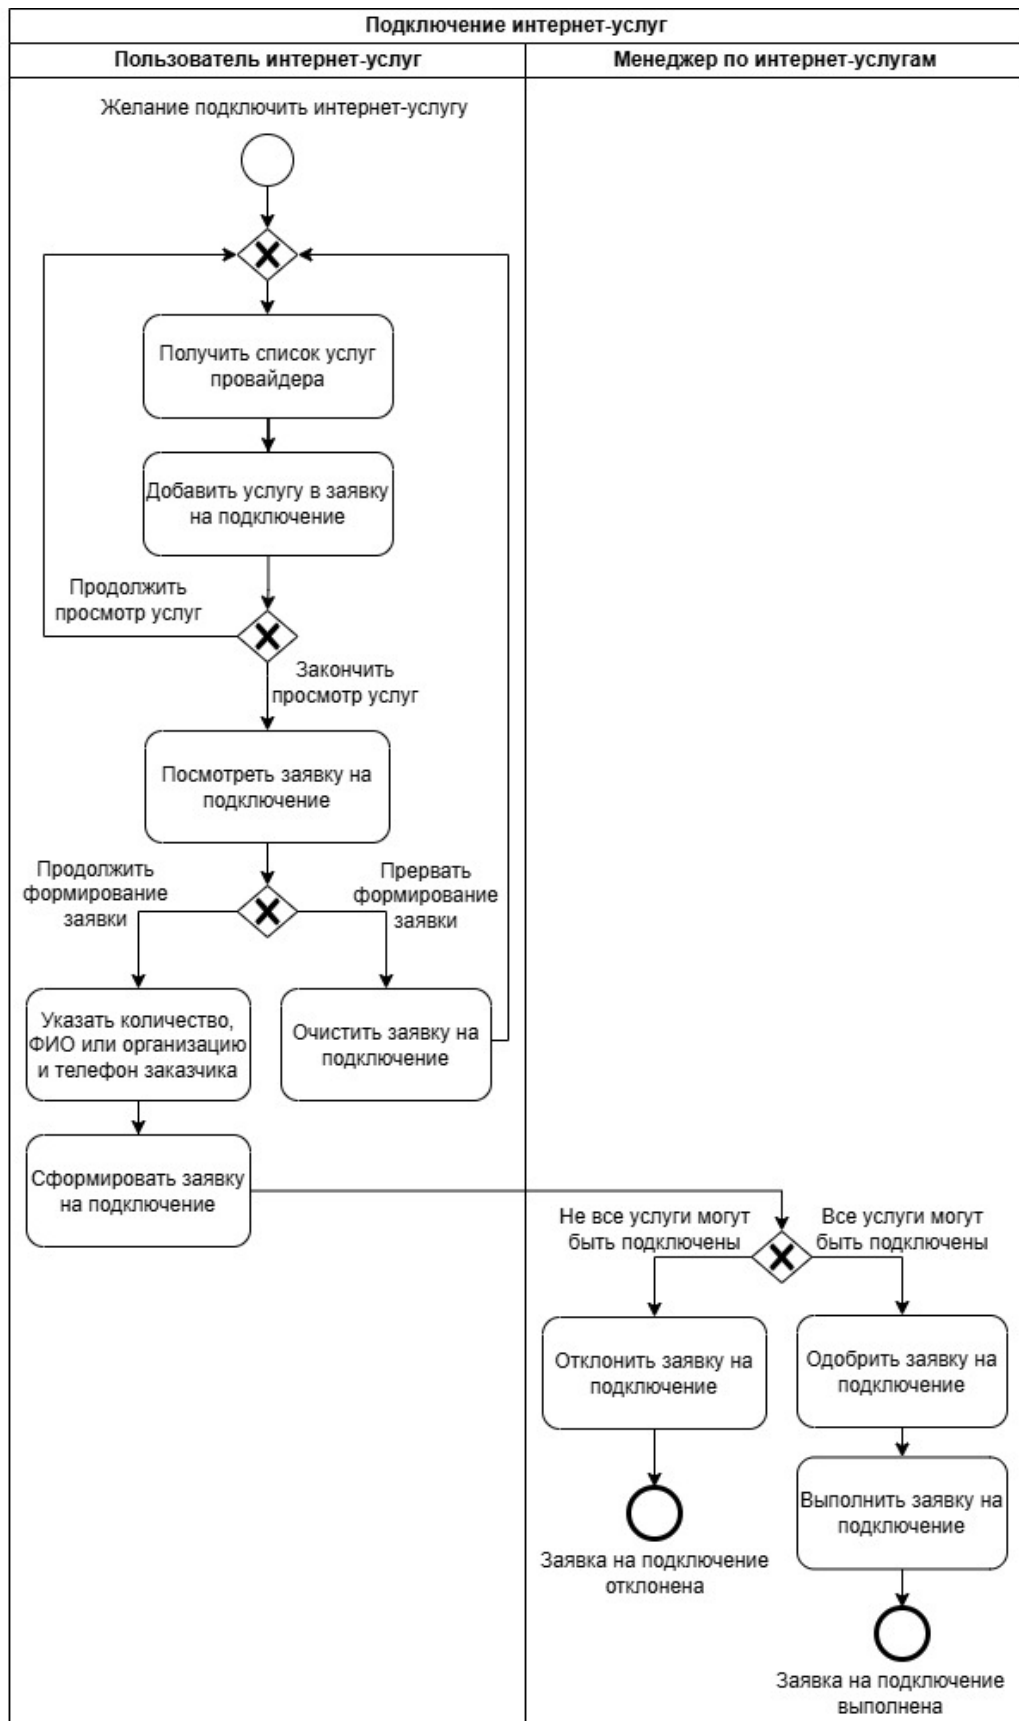 Подключение интернет-услуг
Пользователь интернет-услуг
Менеджер по интернет-услугам
Желание подключить интернет-услугу
Получить список услуг
провайдера
Добавить услугу в заявку
на подключение
Продолжить
просмотр услуг
Закончить
просмотр услуг
Посмотреть заявку на
подключение
Продолжить
формирование
заявки
Прервать
формирование
заявки
Указать количество,
ФИО или организацию
и телефон заказчика
Очистить заявку на
подключение
Сформировать заявку
на подключение
Не все услуги могут
быть подключены
Все услуги могут
быть подключены
Отклонить заявку на
подключение
Одобрить заявку на
подключение
Выполнить заявку на
подключение
Заявка на подключение
отклонена
Заявка на подключение
выполнена